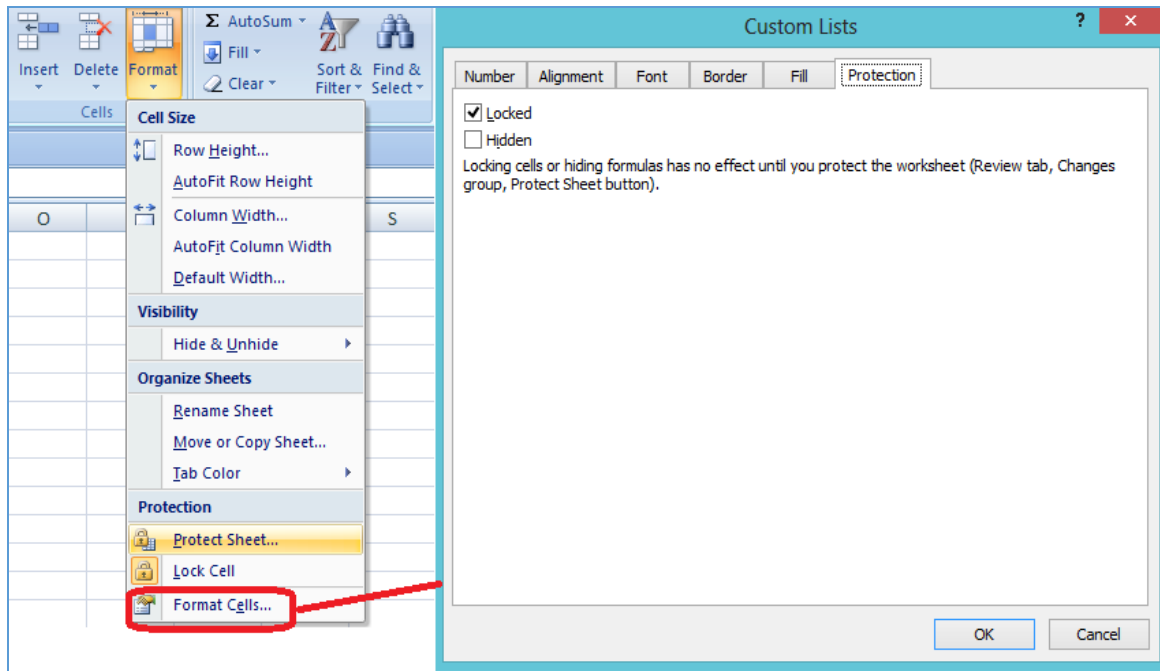 Σ AutoSum
Fill
Clear
Insert Delete Format
Sort & Filter
Find & Select
Cells
Cell Size
Row Height...
AutoFit Row Height
Column Width...
AutoFit Column Width
Default Width...
Visibility
Hide & Unhide
Organize Sheets
Rename Sheet
Move or Copy Sheet...
Tab Color
Protection
Protect Sheet...
Lock Cell
Format Cells...
O
S
Custom Lists
?
Number Alignment Font Border Fill Protection
Locked
Hidden
Locking cells or hiding formulas has no effect until you protect the worksheet (Review tab, Changes
group, Protect Sheet button).
OK Cancel